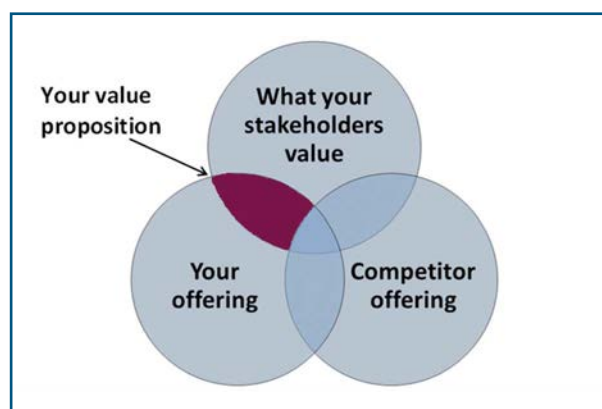 Your value
proposition
What your
stakeholders
value
Your
offering
Competitor
offering